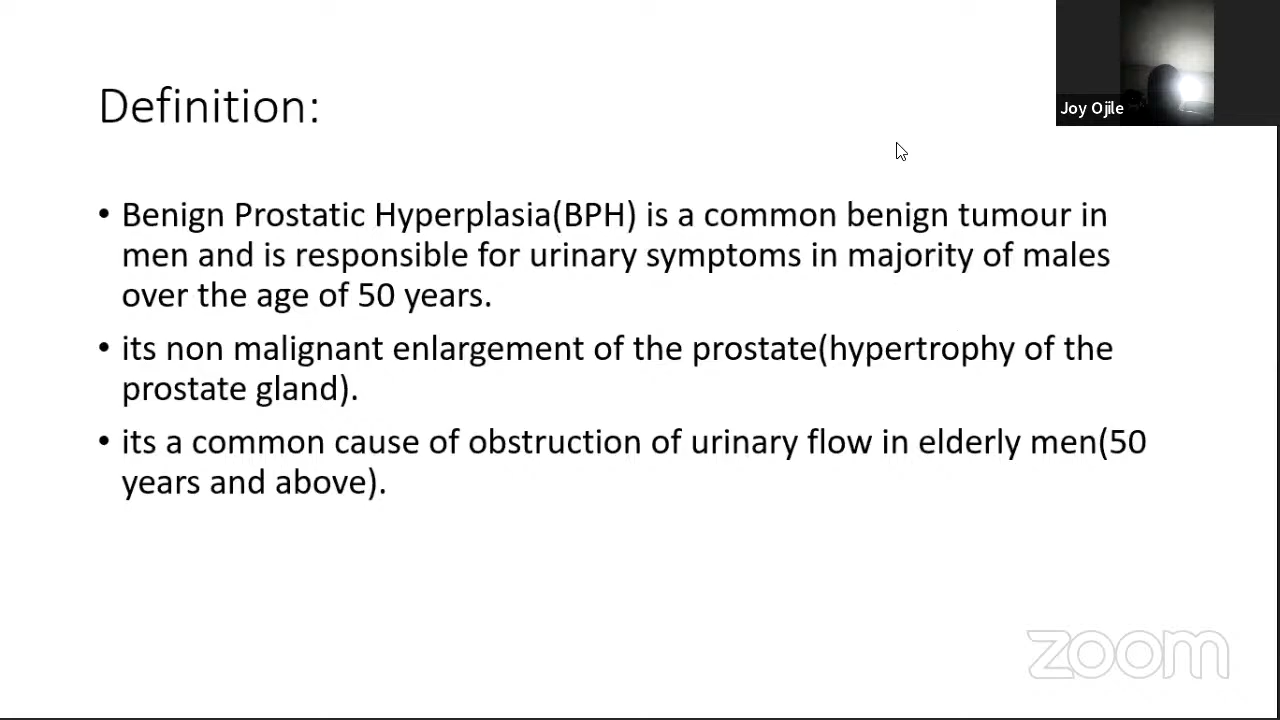 Joy Ojile
Definition:
• Benign Prostatic Hyperplasia(BPH) is a common benign tumour in
men and is responsible for urinary symptoms in majority of males
over the age of 50 years.
• its non malignant enlargement of the prostate(hypertrophy of the
prostate gland).
• its a common cause of obstruction of urinary flow in elderly men(50
years and above).
zoom